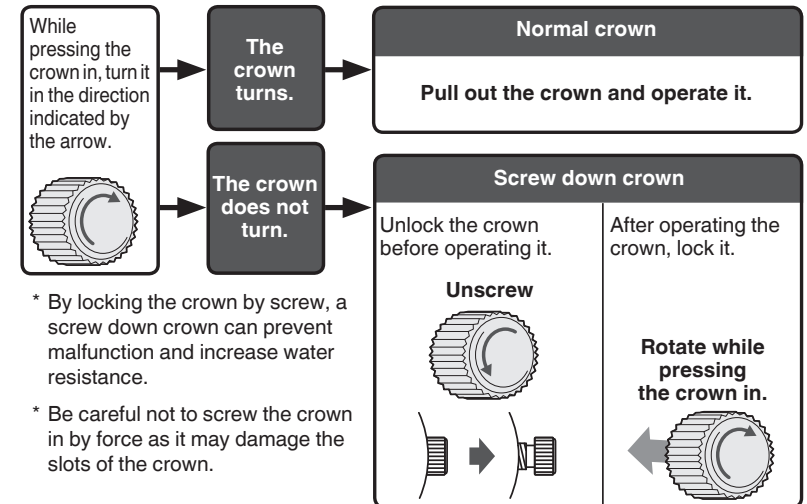 While
pressing the
crown in, turn it
in the direction
indicated by
the arrow.
The
crown
turns.
Normal crown
Pull out the crown and operate it.
The crown
does not
turn.
Screw down crown
Unlock the crown
before operating it.
Unscrew
After operating the
crown, lock it.
Rotate while
pressing
the crown in.
* By locking the crown by screw, a
screw down crown can prevent
malfunction and increase water
resistance.
* Be careful not to screw the crown
in by force as it may damage the
slots of the crown.